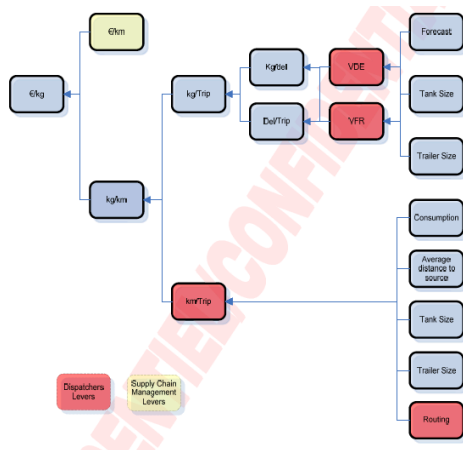 €/km
Forecast
Kg/del
VDE
€/kg
kg/Trip
Tank Size
Del/Trip
VFR
Trailer Size
kg/km
Consumption
Average
distance to
source
km/Trip
Tank Size
Trailer Size
Dispatchers
Levers
Supply Chain
Management
Levers
Routing